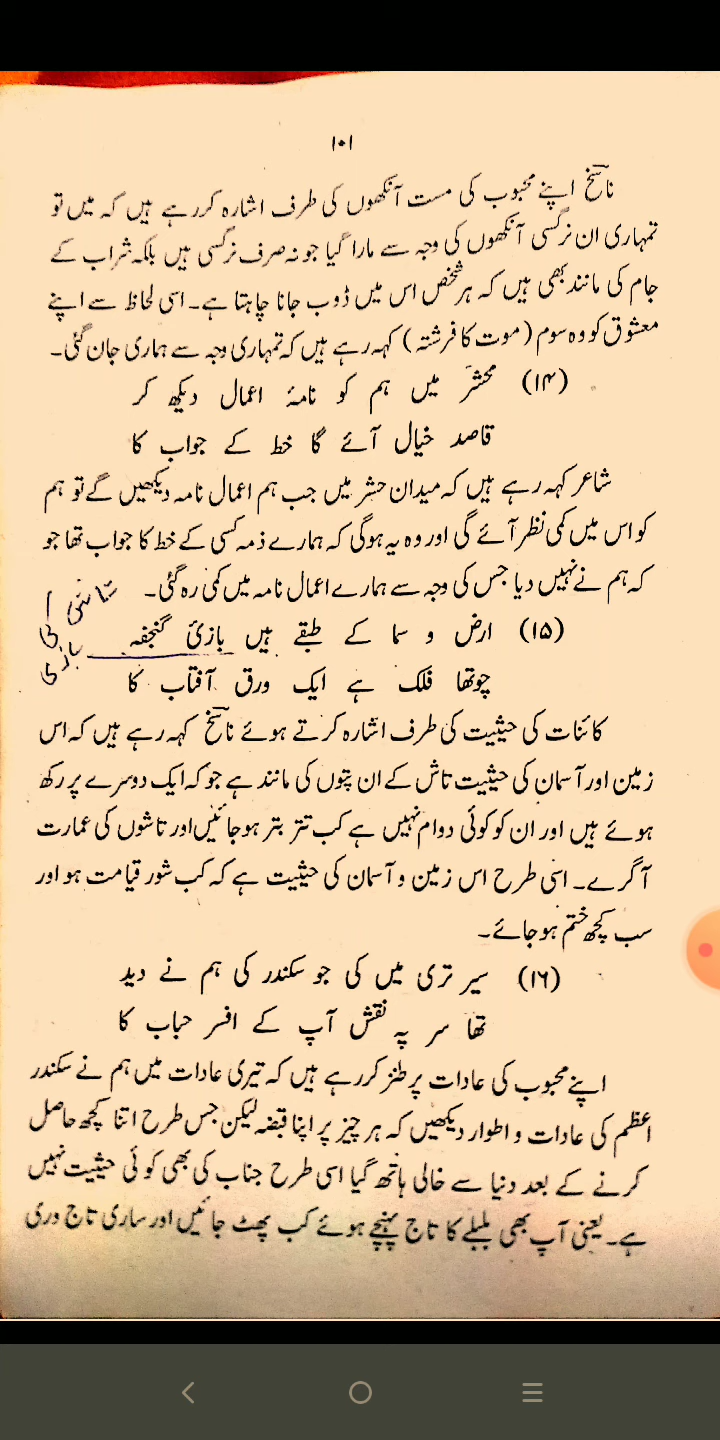 ۱۰۱
ناسخؔ اپنے محبوب کی مست آنکھوں کی طرف اشارہ کر رہے ہیں کہ میں تو
تمہاری ان نرگسی آنکھوں کی وجہ سے مارا گیا جو نہ صرف نرگسی ہیں بلکہ شراب کے
جام کی مانند بھی ہیں کہ ہر شخص اس میں ڈوب جانا چاہتا ہے۔ اسی لحاظ سے اپنے
معشوق کو وہ سوم (موت کا فرشتہ) کہہ رہے ہیں کہ تمہاری وجہ سے ہماری جان گئی۔
(۱۴) محشر میں ہم کو نامۂ اعمال دیکھ کر
قاصد خیال آئے گا خط کے جواب کا
شاعر کہہ رہے ہیں کہ میدان حشر میں جب ہم اعمال نامہ دیکھیں گے تو ہم
کو اس میں کمی نظر آئے گی اور وہ یہ ہوگی کہ ہمارے ذمہ کسی کے خط کا جواب تھا جو
کہ ہم نے نہیں دیا جس کی وجہ سے ہمارے اعمال نامہ میں کمی رہ گئی۔
(۱۵) ارض و سما کے طبقے ہیں بازئ گنجفہ
کی
بازی
چوتھا فلک ہے ایک ورق آفتاب کا
کائنات کی حیثیت کی طرف اشارہ کرتے ہوئے ناسخؔ کہہ رہے ہیں کہ اس
زمین اور آسمان کی حیثیت تاش کے ان پتوں کی مانند ہے جو کہ ایک دوسرے پر رکھ
ہوئے ہیں اور ان کو کوئی دوام نہیں ہے کب تتر بتر ہو جائیں اور تاشوں کی عمارت
آگرے۔ اسی طرح اس زمین و آسمان کی حیثیت ہے کہ کب شور قیامت ہو اور
سب کچھ ختم ہو جائے۔
(۱۶) سیر تری میں کی جو سکندر کی ہم نے دید
تھا سر پہ نقش آپ کے افسر حباب کا
اپنے محبوب کی عادات پر طنز کر رہے ہیں کہ تیری عادات میں ہم نے سکندر
اعظم کی عادات و اطوار دیکھیں کہ ہر چیز پر اپنا قبضہ لیکن جس طرح اتنا کچھ حاصل
کرنے کے بعد دنیا سے خالی ہاتھ گیا اسی طرح جناب کی بھی کوئی حیثیت نہیں
ہے۔ یعنی آپ بھی بلبلے کا تاج پہنچے ہوئے کب پھٹ جائیں اور ساری تاج وری